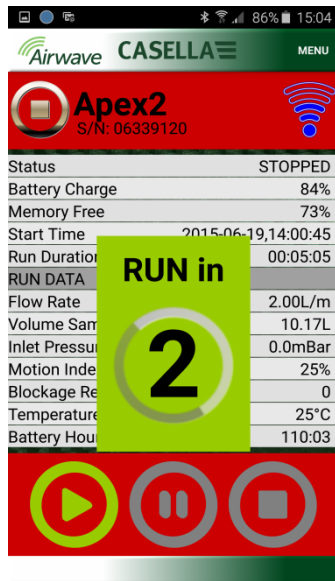 86% 15:04
Airwave CASELLA MENU
Apex2
S/N: 06339120
Status STOPPED
Battery Charge 84%
Memory Free 73%
Start Time 2015-06-19,14:00:45
Run Duration 00:05:05
RUN DATA
RUN in
2
Flow Rate 2.00L/m
Volume Sam 10.17L
Inlet Pressu 0.0mBar
Motion Inde 25%
Blockage Re 0
Temperature 25°C
Battery Hou 110:03